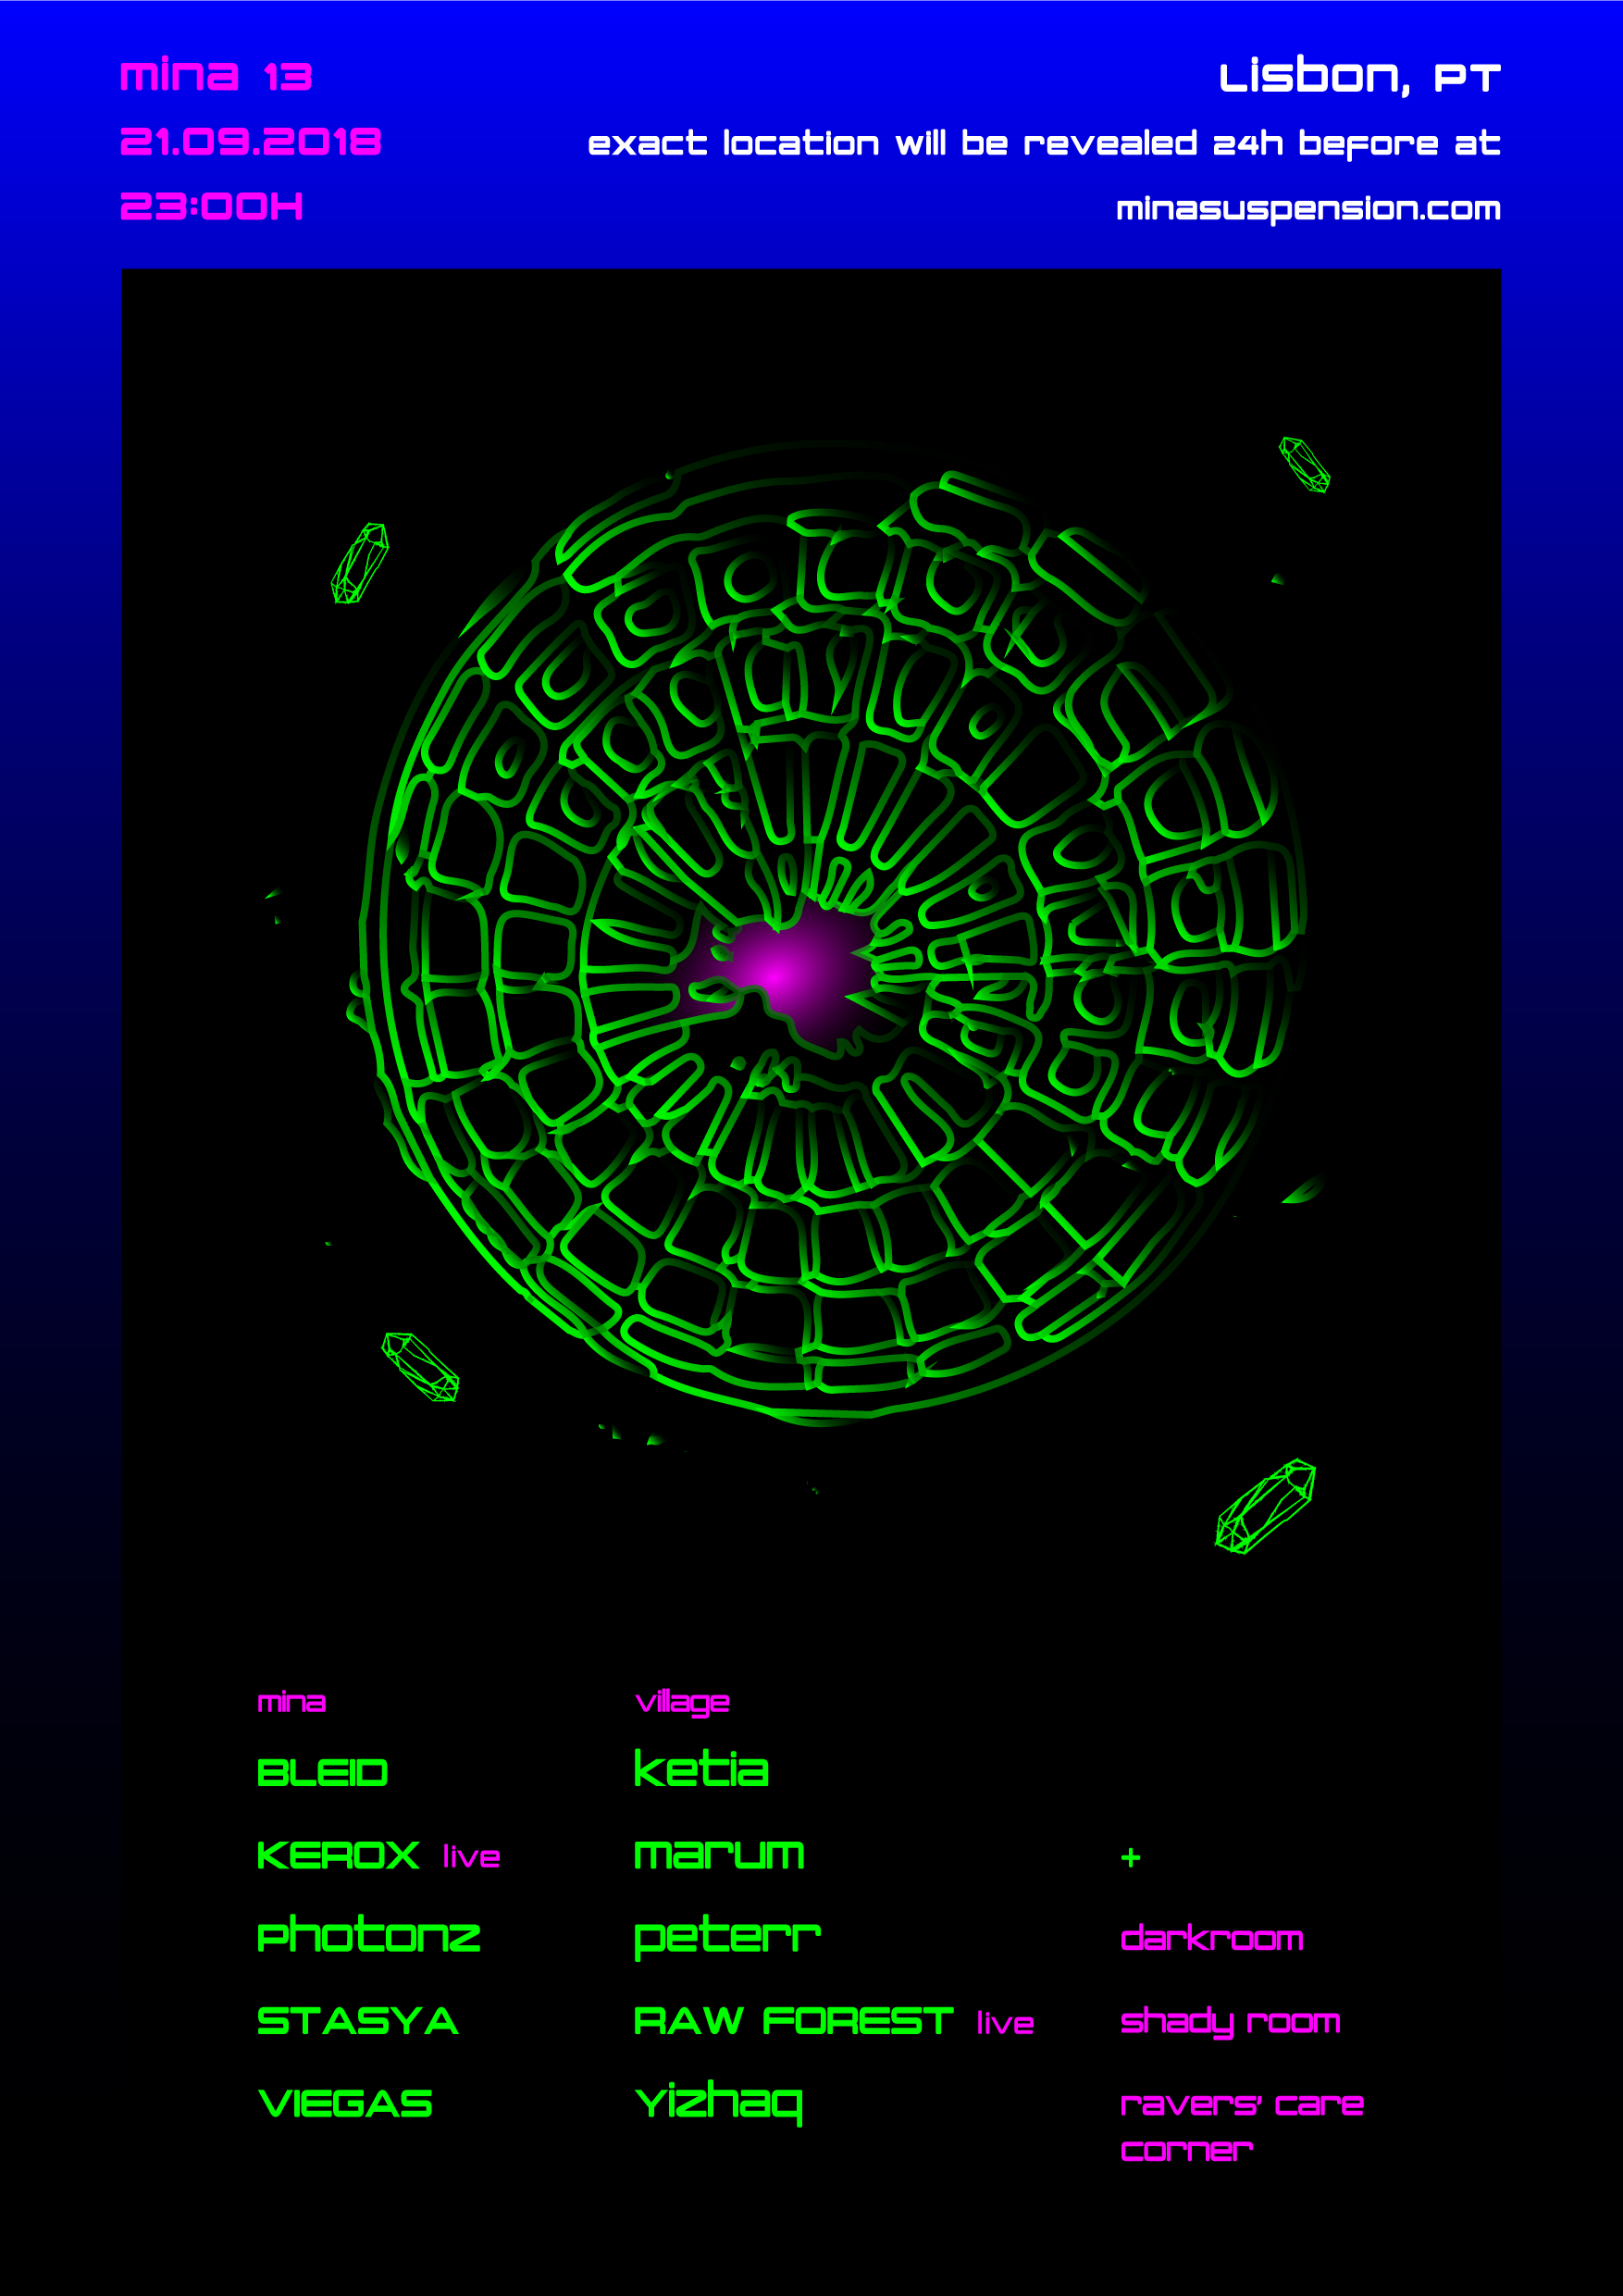 mina 13
21.09.2018
23:00H
Lisbon, PT
exact location will be revealed 24h before at
minasuspension.com
mina
BLEID
KEROX live
photonz
STASYA
VIEGAS
village
ketia
marum
peterr
RAW FOREST live
Yizhaq
+
darkroom
shady room
ravers' care
corner